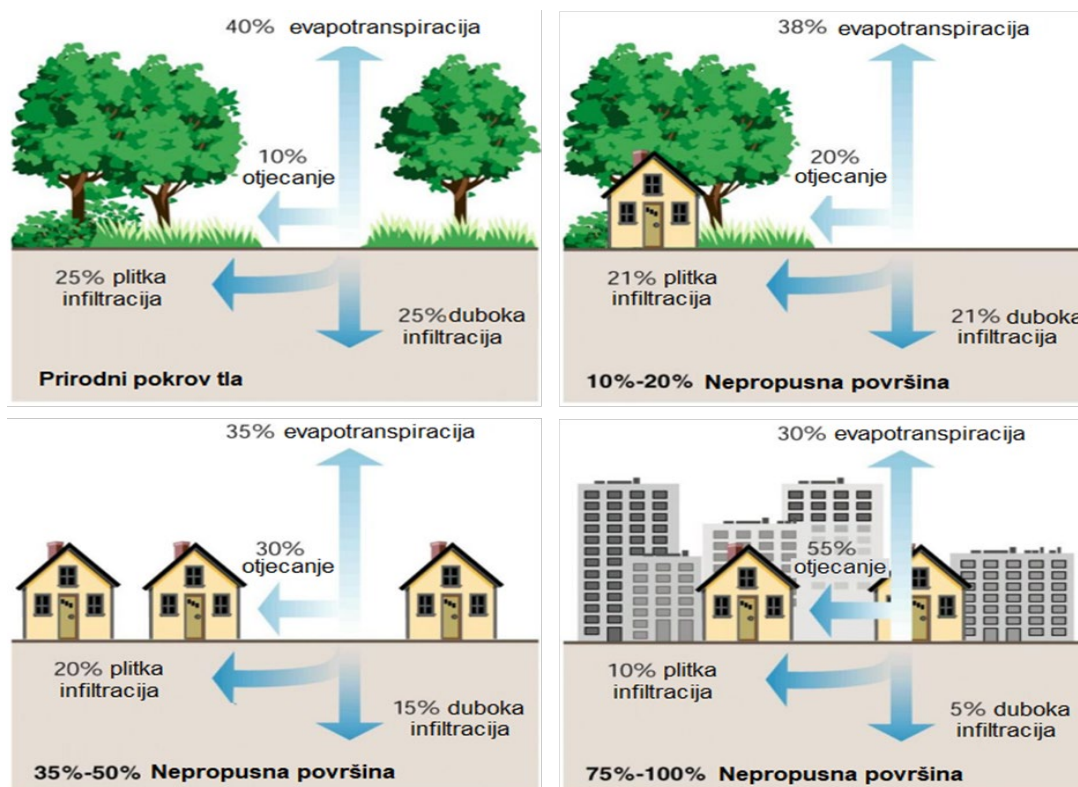 40% evapotranspiracija
10%
otjecanje
25% plitka
infiltracija
25% duboka
infiltracija
Prirodni pokrov tla
38% evapotranspiracija
20%
otjecanje
21% plitka
infiltracija
21% duboka
infiltracija
10%-20% Nepropusna površina
35% evapotranspiracija
30%
otjecanje
20% plitka
infiltracija
15% duboka
infiltracija
35%-50% Nepropusna površina
30% evapotranspiracija
55%
otjecanje
10% plitka
infiltracija
5% duboka
infiltracija
75%-100% Nepropusna površina